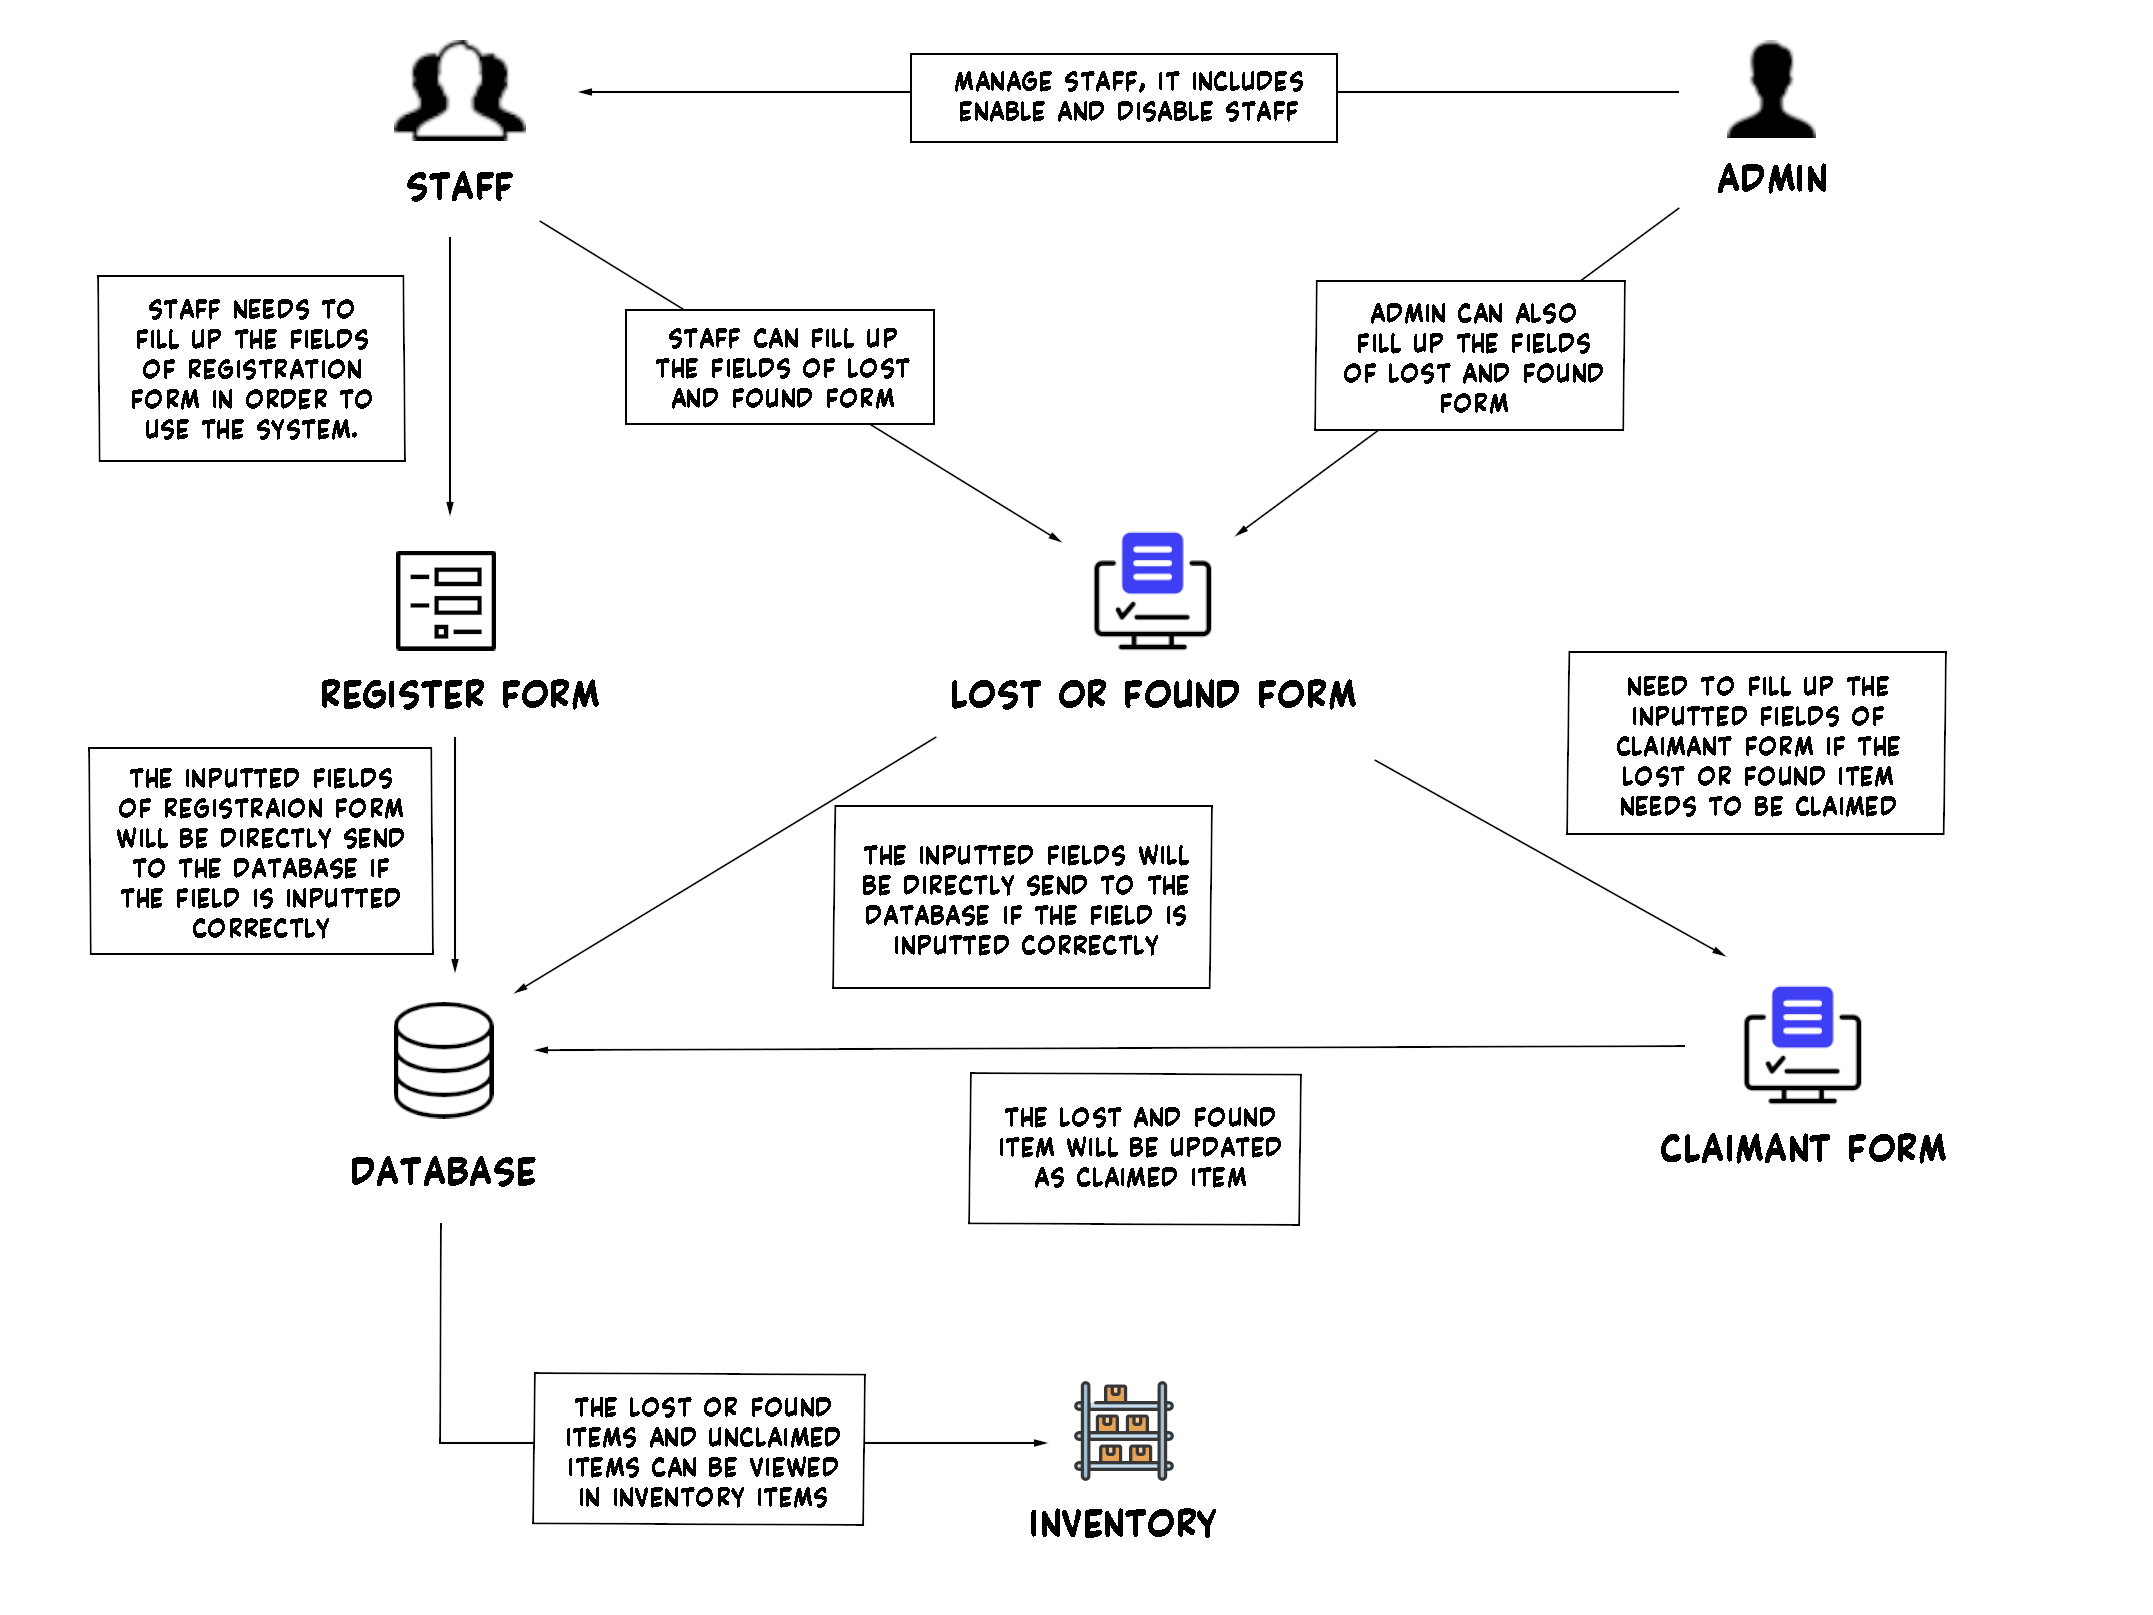 MANAGE STAFF, IT INCLUDES
ENABLE AND DISABLE STAFF
STAFF
ADMIN
STAFF NEEDS TO
FILL UP THE FIELDS
OF REGISTRATION
FORM IN ORDER TO
USE THE SYSTEM.
STAFF CAN FILL UP
THE FIELDS OF LOST
AND FOUND FORM
ADMIN CAN ALSO
FILL UP THE FIELDS
OF LOST AND FOUND
FORM
REGISTER FORM
LOST OR FOUND FORM
NEED TO FILL UP THE
INPUTTED FIELDS OF
CLAIMANT FORM IF THE
LOST OR FOUND ITEM
NEEDS TO BE CLAIMED
THE INPUTTED FIELDS
OF REGISTRAION FORM
WILL BE DIRECTLY SEND
TO THE DATABASE IF
THE FIELD IS INPUTTED
CORRECTLY
THE INPUTTED FIELDS WILL
BE DIRECTLY SEND TO THE
DATABASE IF THE FIELD IS
INPUTTED CORRECTLY
DATABASE
THE LOST AND FOUND
ITEM WILL BE UPDATED
AS CLAIMED ITEM
CLAIMANT FORM
THE LOST OR FOUND
ITEMS AND UNCLAIMED
ITEMS CAN BE VIEWED
IN INVENTORY ITEMS
INVENTORY